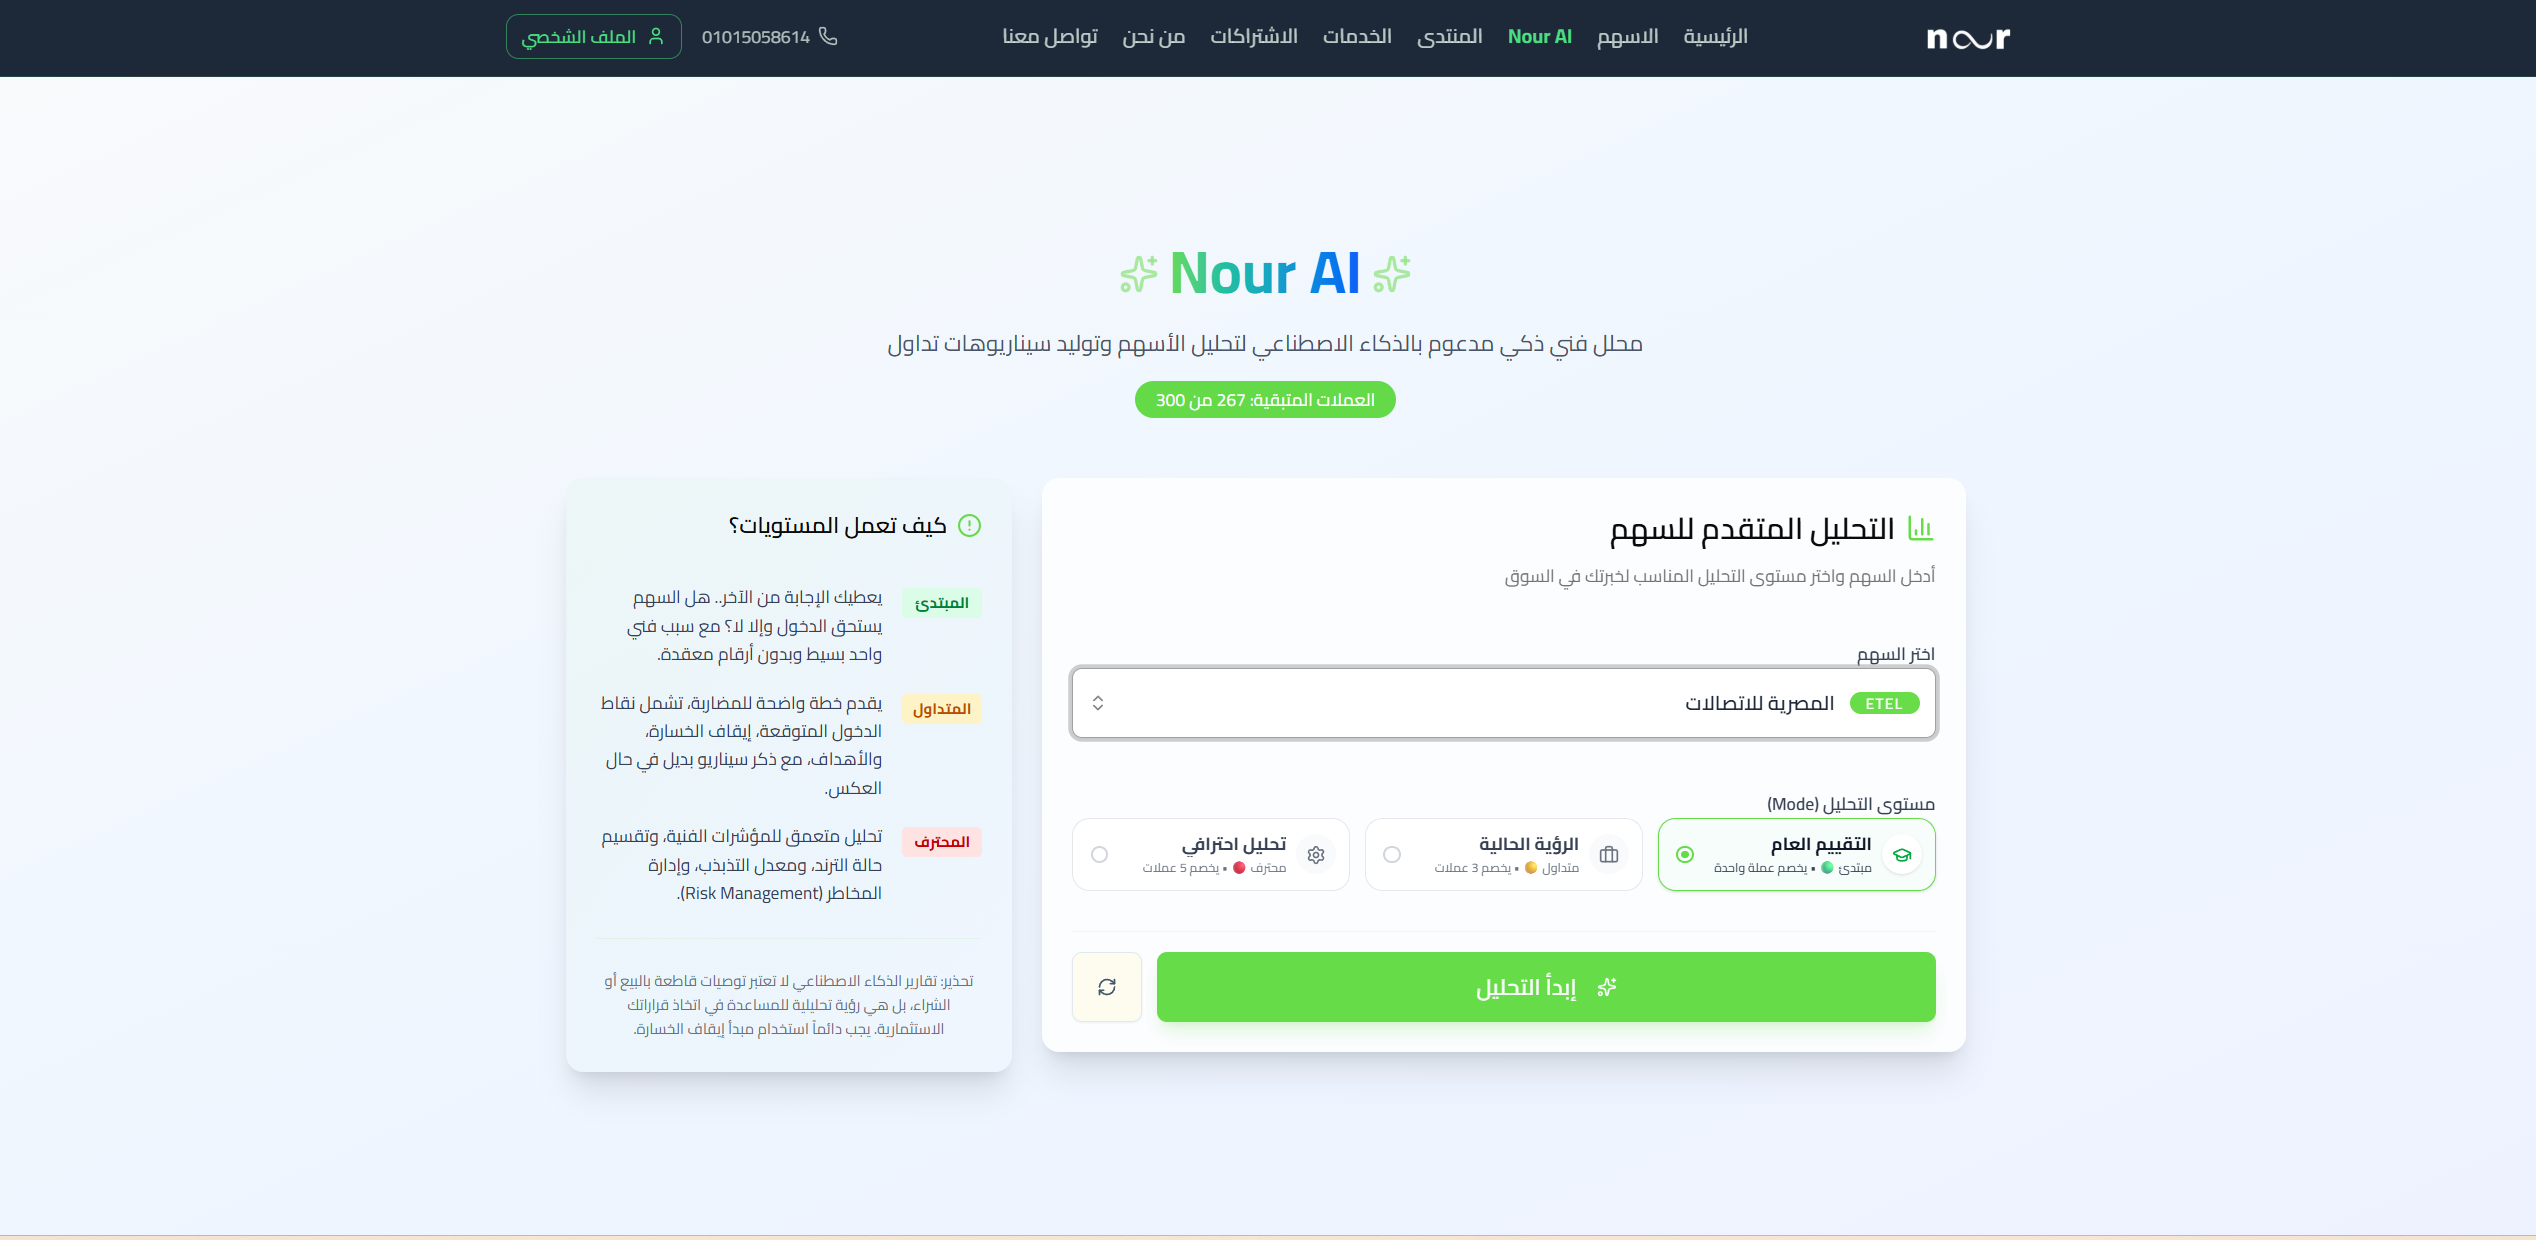 nour
الرئيسية
الاسهم
Nour AI
المنتدى
الخدمات
الاشتراكات
من نحن
تواصل معنا
01015058614
الملف الشخصي
Nour AI
محلل فني ذكي مدعوم بالذكاء الاصطناعي لتحليل الأسهم وتوليد سيناريوهات تداول
العملات المتبقية: 267 من 300
التحليل المتقدم للسهم
أدخل السهم واختر مستوى التحليل المناسب لخبرتك في السوق
اختر السهم
ETEL المصرية للاتصالات
مستوى التحليل (Mode)
التقييم العام
مبتدئ • يخصم عملة واحدة
الرؤية الحالية
متداول • يخصم 3 عملات
تحليل احترافي
محترف • يخصم 5 عملات
إبدأ التحليل
كيف تعمل المستويات؟
المبتدئ
يعطيك الإجابة من الآخر.. هل السهم
يستحق الدخول وإلا لا؟ مع سبب فني
واحد بسيط وبدون أرقام معقدة.
المتداول
يقدم خطة واضحة للمضاربة، تشمل نقاط
الدخول المتوقعة، إيقاف الخسارة،
والأهداف، مع ذكر سيناريو بديل في حال
العكس.
المحترف
تحليل متعمق للمؤشرات الفنية، وتقسيم
حالة الترند، ومعدل التذبذب، وإدارة
المخاطر (Risk Management).
تحذير: تقارير الذكاء الاصطناعي لا تعتبر توصيات قاطعة بالبيع أو
الشراء، بل هي رؤية تحليلية للمساعدة في اتخاذ قراراتك
الاستثمارية. يجب دائماً استخدام مبدأ إيقاف الخسارة.